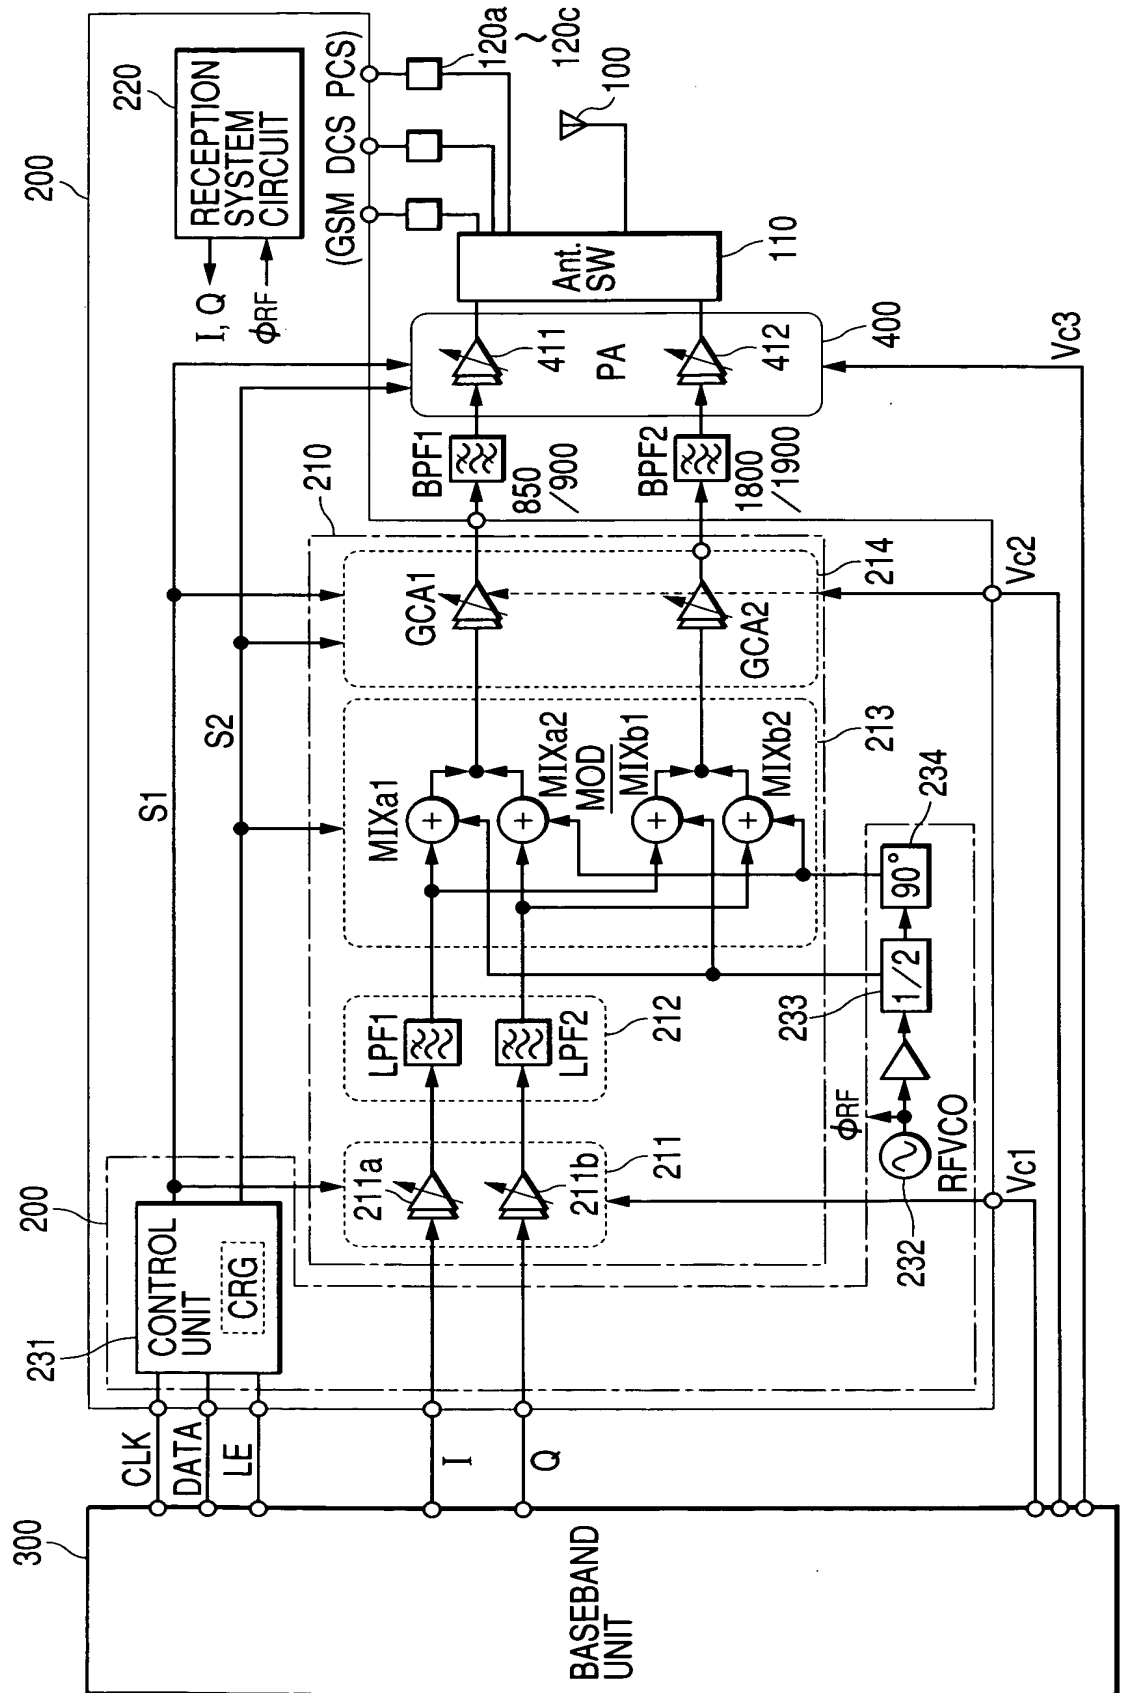 300
BASEBAND
UNIT
CLK
DATA
LE
I
Q
200
231
CONTROL
UNIT
CRG
200
S1
S2
211a
211b
211
LPF1
LPF2
212
MIXa1
MIXa2
MOD
MIXb1
MIXb2
213
GCA1
GCA2
214
210
BPF1
850
/900
BPF2
1800
/1900
411
PA
412
400
Ant.
SW
110
100
120a
~
120c
(GSM DCS PCS)
220
RECEPTION
SYSTEM
CIRCUIT
I, Q
ϕRF
ϕRF
RFVCO
232
233
1/2
90°
234
Vc1
Vc2
Vc3